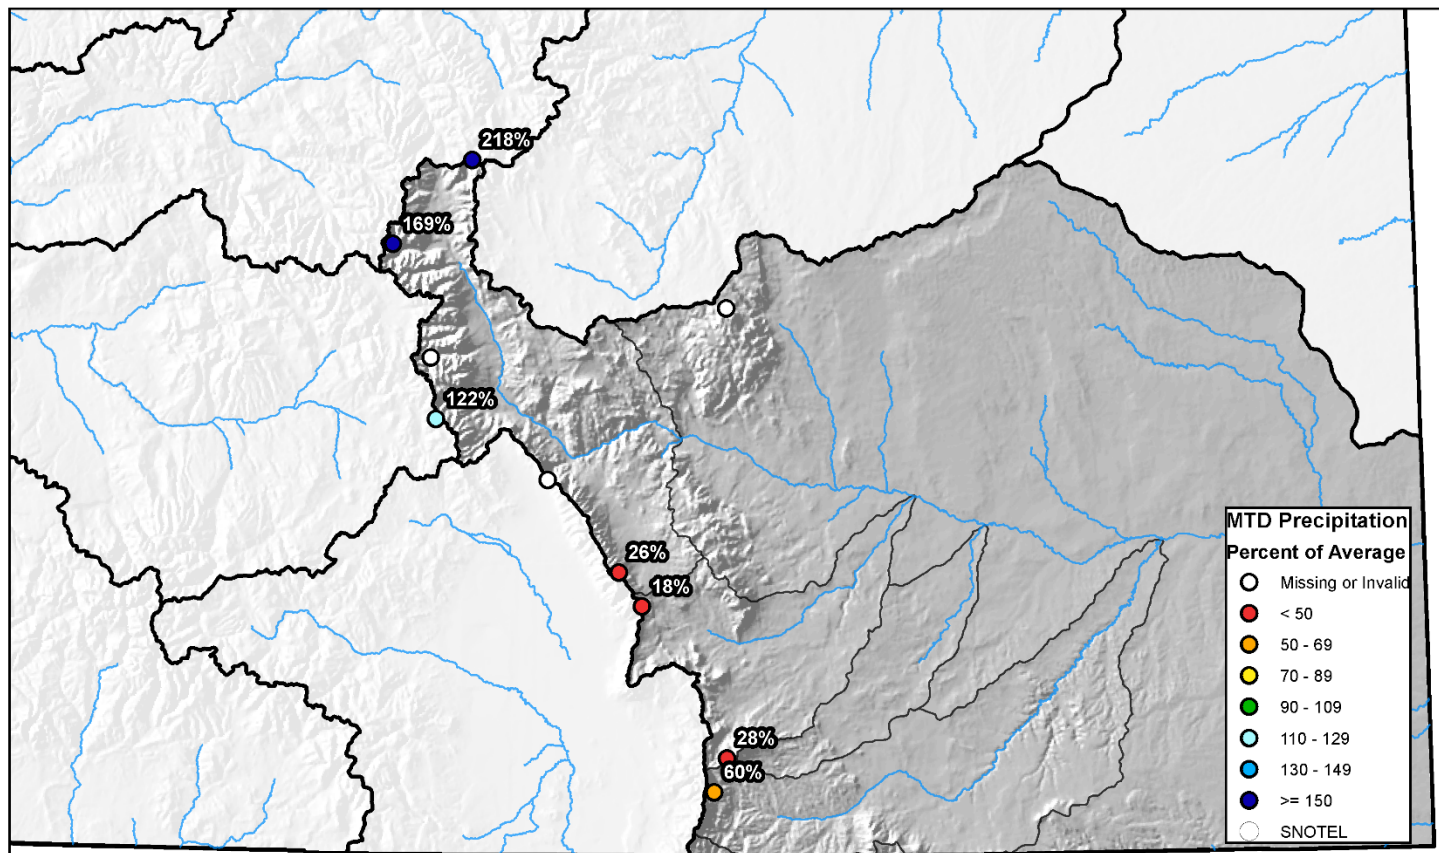 218%
169%
122%
26%
18%
28%
60%
MTD Precipitation
Percent of Average
Missing or Invalid
< 50
50 - 69
70 - 89
90 - 109
110 - 129
130 - 149
>= 150
SNOTEL